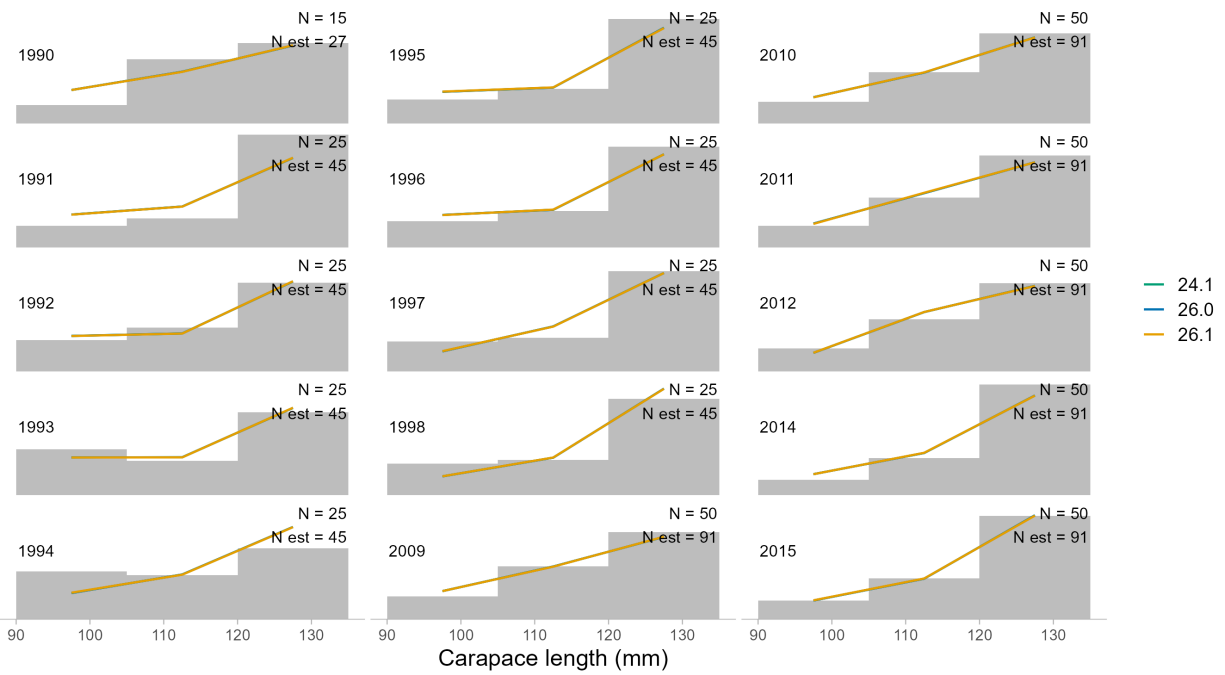 N = 15
N est = 27
1990
N = 25
N est = 45
1991
N = 25
N est = 45
1992
N = 25
N est = 45
1993
N = 25
N est = 45
1994
90 100 110 120 130
N = 25
N est = 45
1995
N = 25
N est = 45
1996
N = 25
N est = 45
1997
N = 25
N est = 45
1998
N = 50
N est = 91
2009
90 100 110 120 130
N = 50
N est = 91
2010
N = 50
N est = 91
2011
N = 50
N est = 91
2012
N = 50
N est = 91
2014
N = 50
N est = 91
2015
90 100 110 120 130
Carapace length (mm)
24.1
26.0
26.1